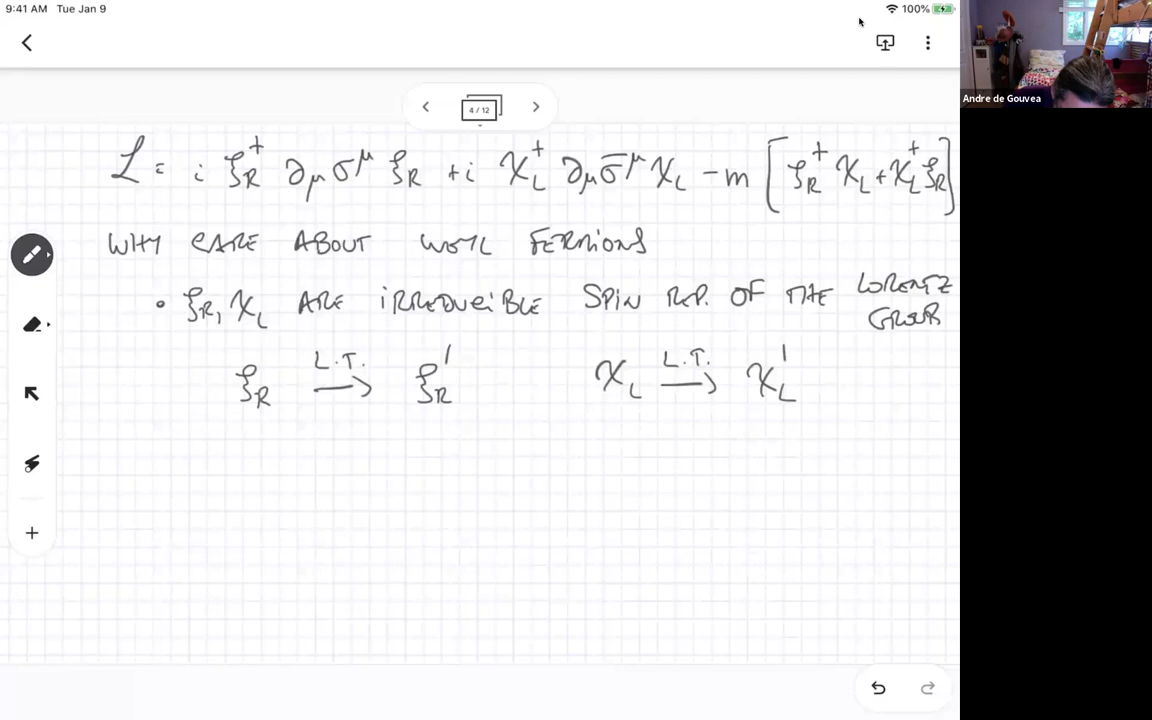 9:41 AM Tue Jan 9
100%
Andre de Gouvea
4 / 12
ℒ = i ξ_R^† ∂_μ σ^μ ξ_R + i χ_L^† ∂_μ σ̄^μ χ_L − m [ξ_R^† χ_L + χ_L^† ξ_R]
WHY CARE ABOUT WEYL FERMIONS
• ξ_R, χ_L ARE IRREDUCIBLE SPIN REP. OF THE LORENTZ GROUP
ξ_R L.T. → ξ_R' χ_L L.T. → χ_L'